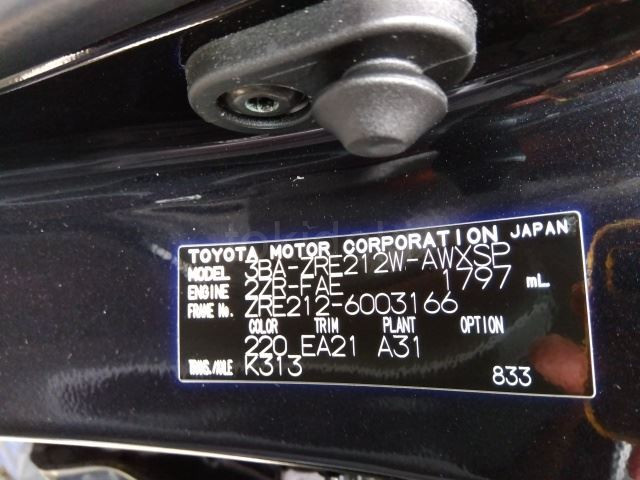 TOYOTA MOTOR CORPORATION JAPAN
MODEL 3BA-ZRE212W-AWXSP
ENGINE 2ZR-FAE 1797 mL
FRAME No. ZRE212-6003166
COLOR TRIM PLANT OPTION
220 EA21 A31
TRANS./AXLE K313
833